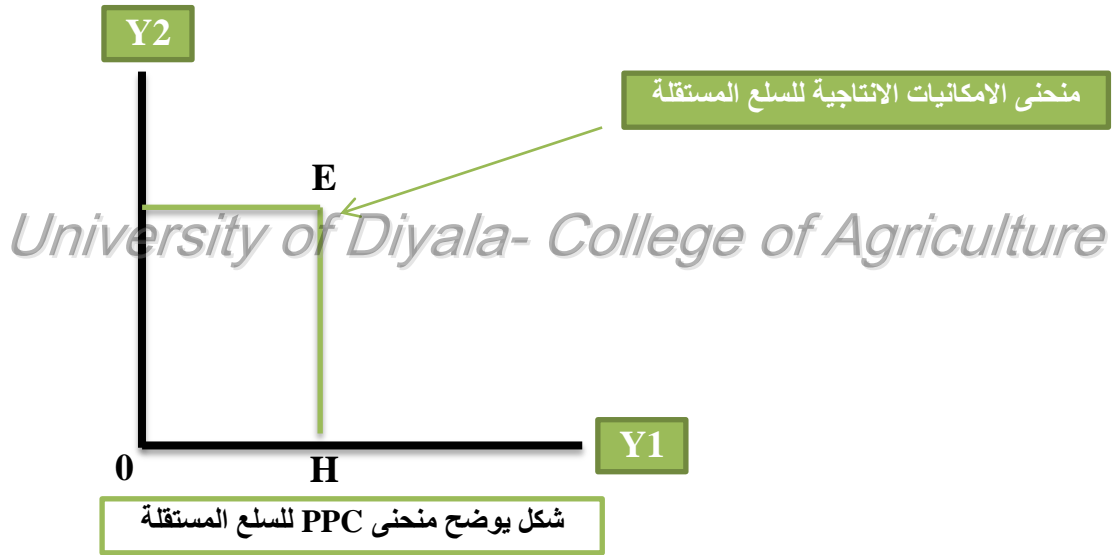 Y2
منحنى الامكانيات الانتاجية للسلع المستقلة
E
University of Diyala- College of Agriculture
Y1
0
H
شكل يوضح منحنى PPC للسلع المستقلة